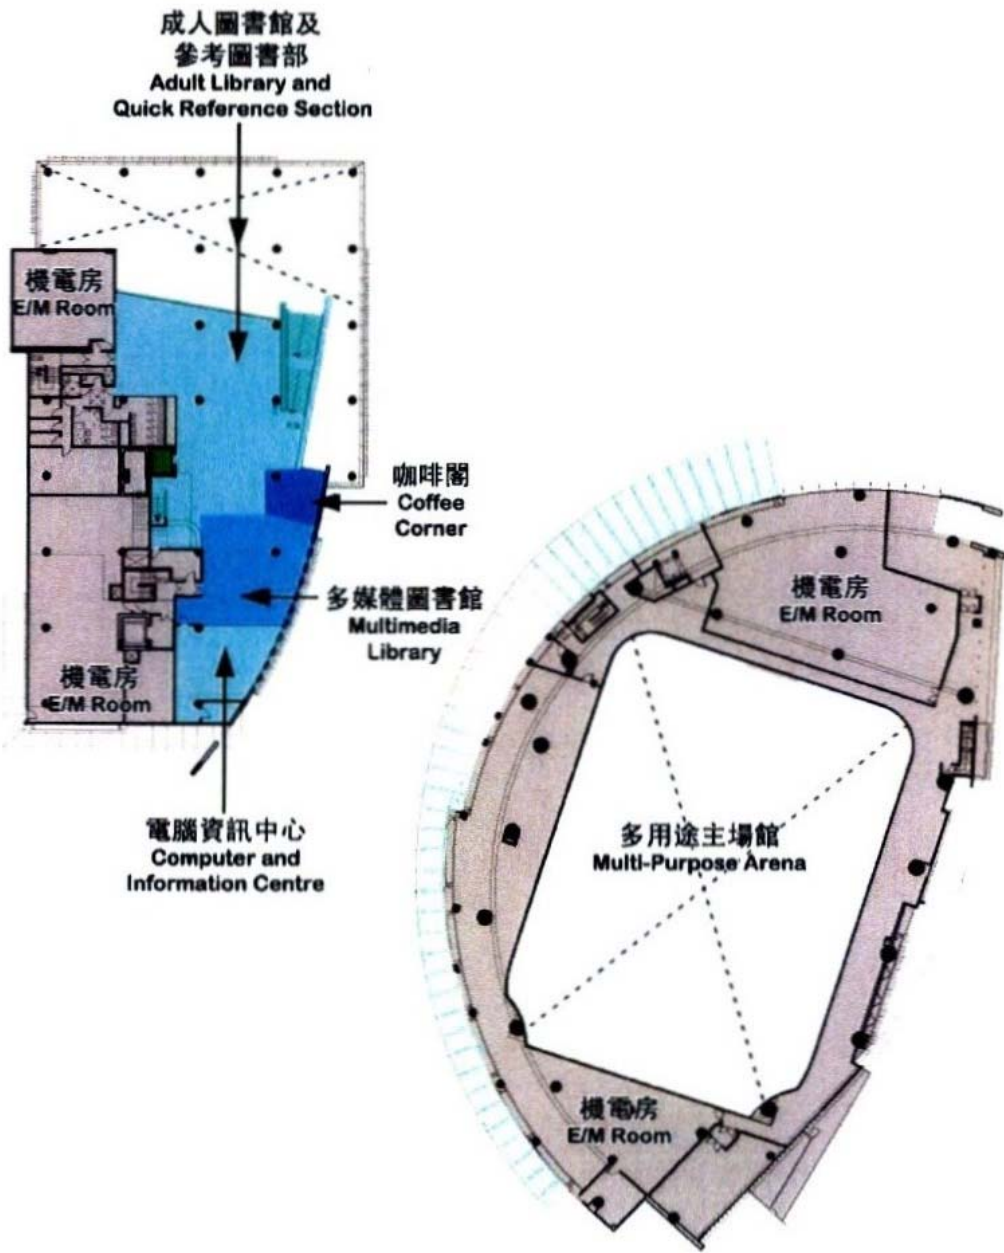 成人圖書館及
參考圖書部
Adult Library and
Quick Reference Section
機電房
E/M Room
咖啡閣
Coffee
Corner
多媒體圖書館
Multimedia
Library
機電房
E/M Room
電腦資訊中心
Computer and
Information Centre
機電房
E/M Room
多用途主場館
Multi-Purpose Arena
機電房
E/M Room